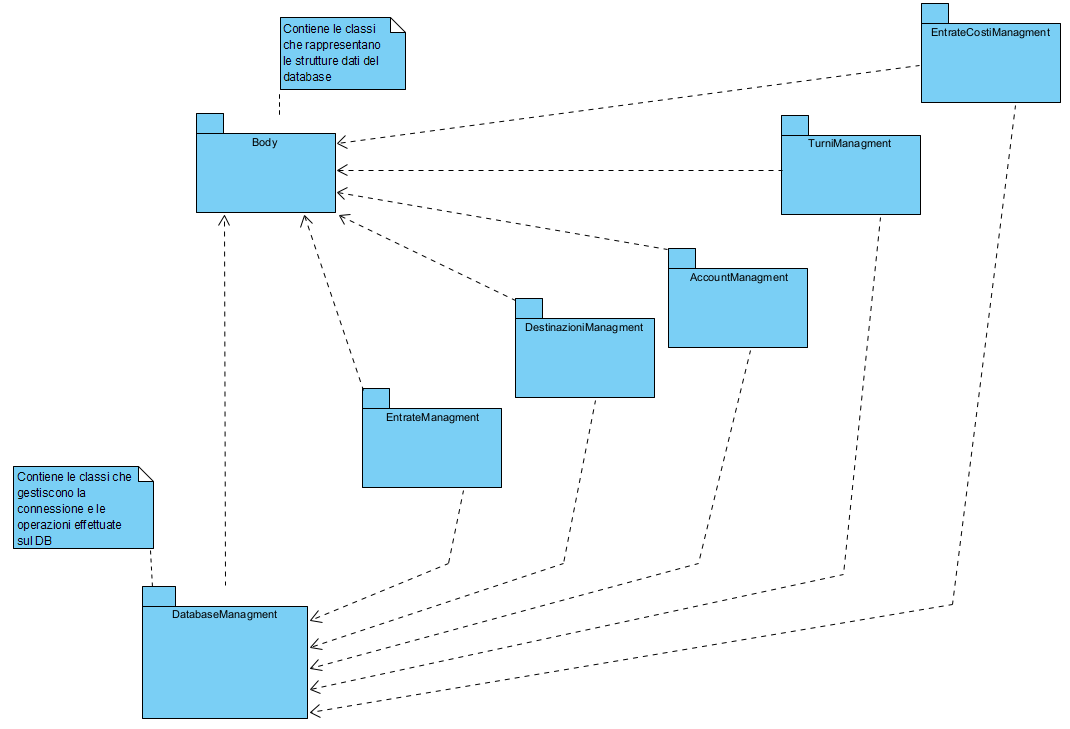 Contiene le classi
che rappresentano
le strutture dati del
database
EntrateCostiManagment
Body
TurniManagment
AccountManagment
DestinazioniManagment
EntrateManagment
Contiene le classi che
gestiscono la
connessione e le
operazioni effettuate
sul DB
DatabaseManagment